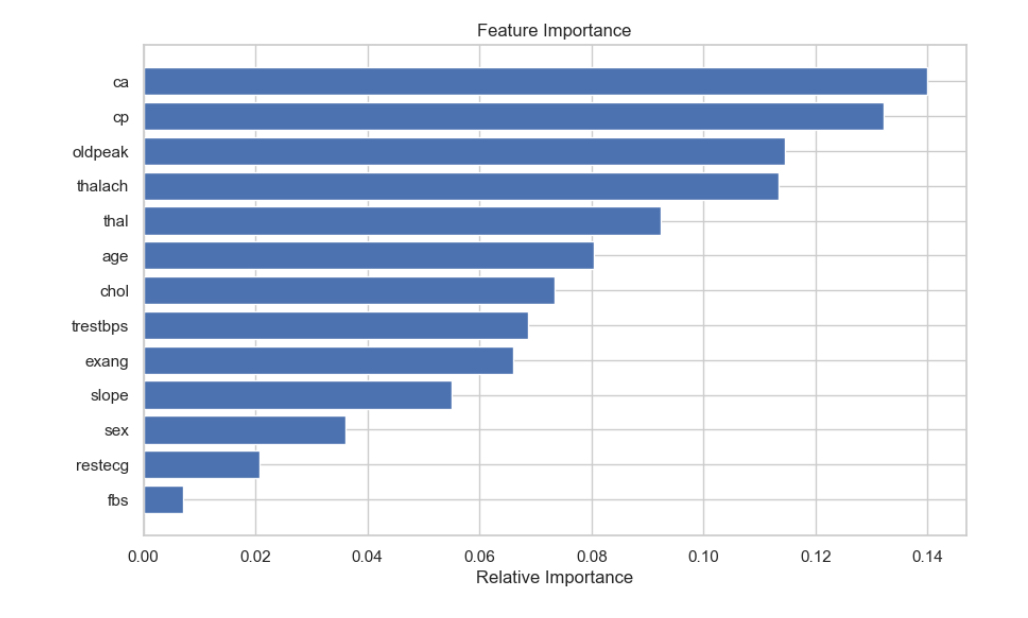 Feature Importance
ca
cp
oldpeak
thalach
thal
age
chol
trestbps
exang
slope
sex
restecg
fbs
0.00 0.02 0.04 0.06 0.08 0.10 0.12 0.14
Relative Importance